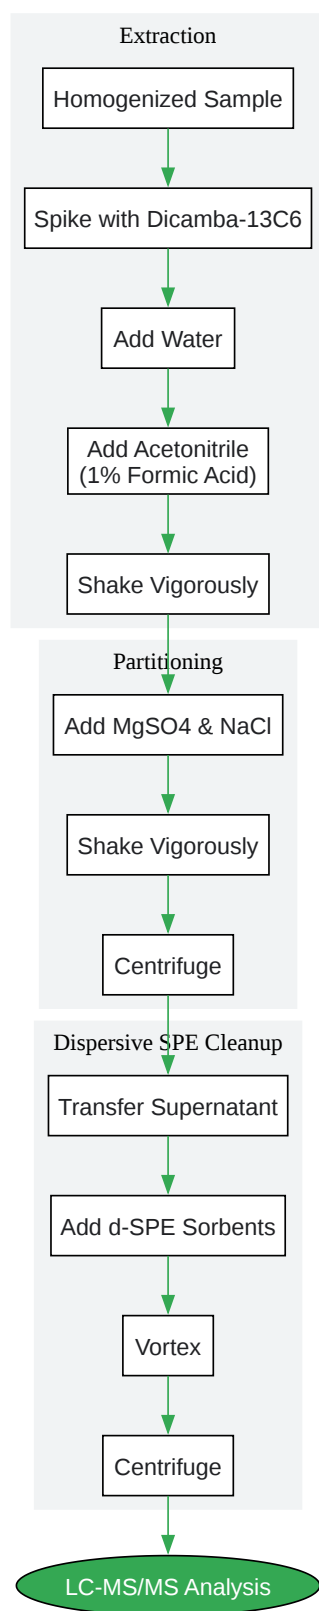 Extraction
Homogenized Sample
Spike with Dicamba-13C6
Add Water
Add Acetonitrile
(1% Formic Acid)
Shake Vigorously
Partitioning
Add MgSO4 & NaCl
Shake Vigorously
Centrifuge
Dispersive SPE Cleanup
Transfer Supernatant
Add d-SPE Sorbents
Vortex
Centrifuge
LC-MS/MS Analysis